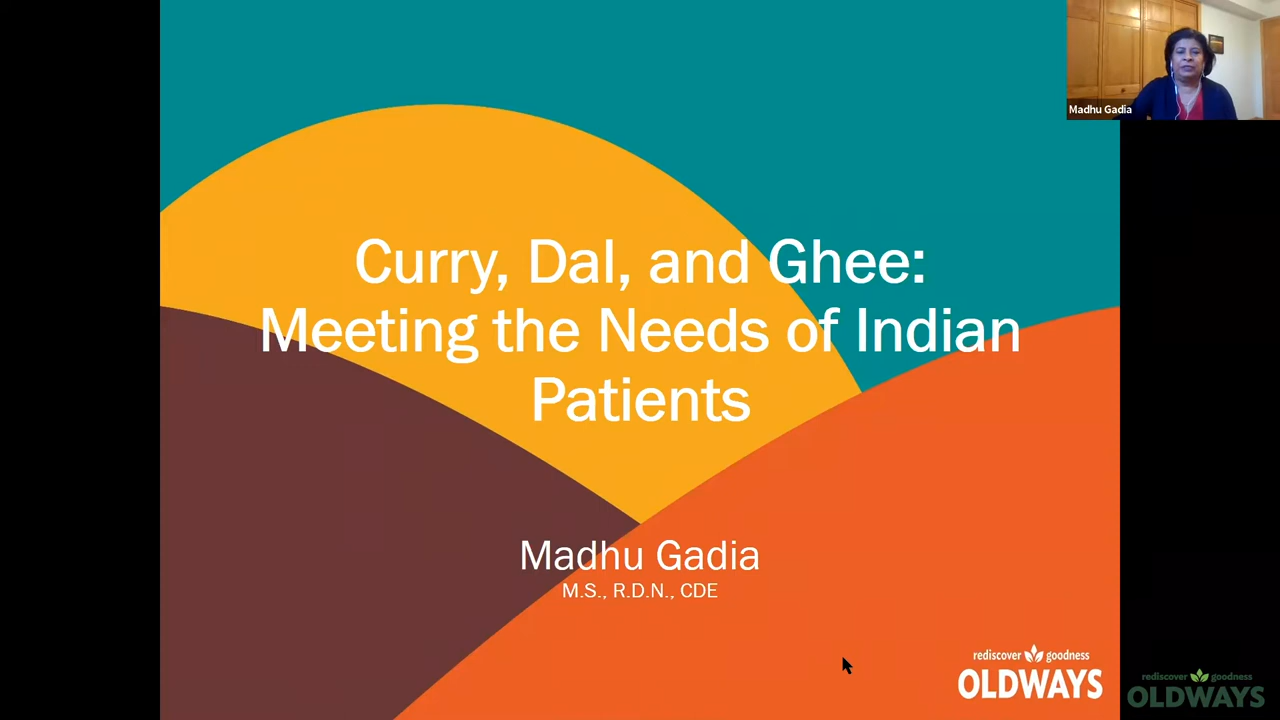 Madhu Gadia
Curry, Dal, and Ghee:
Meeting the Needs of Indian
Patients
Madhu Gadia
M.S., R.D.N., CDE
rediscover goodness
OLDWAYS
rediscover goodness
OLDWAYS